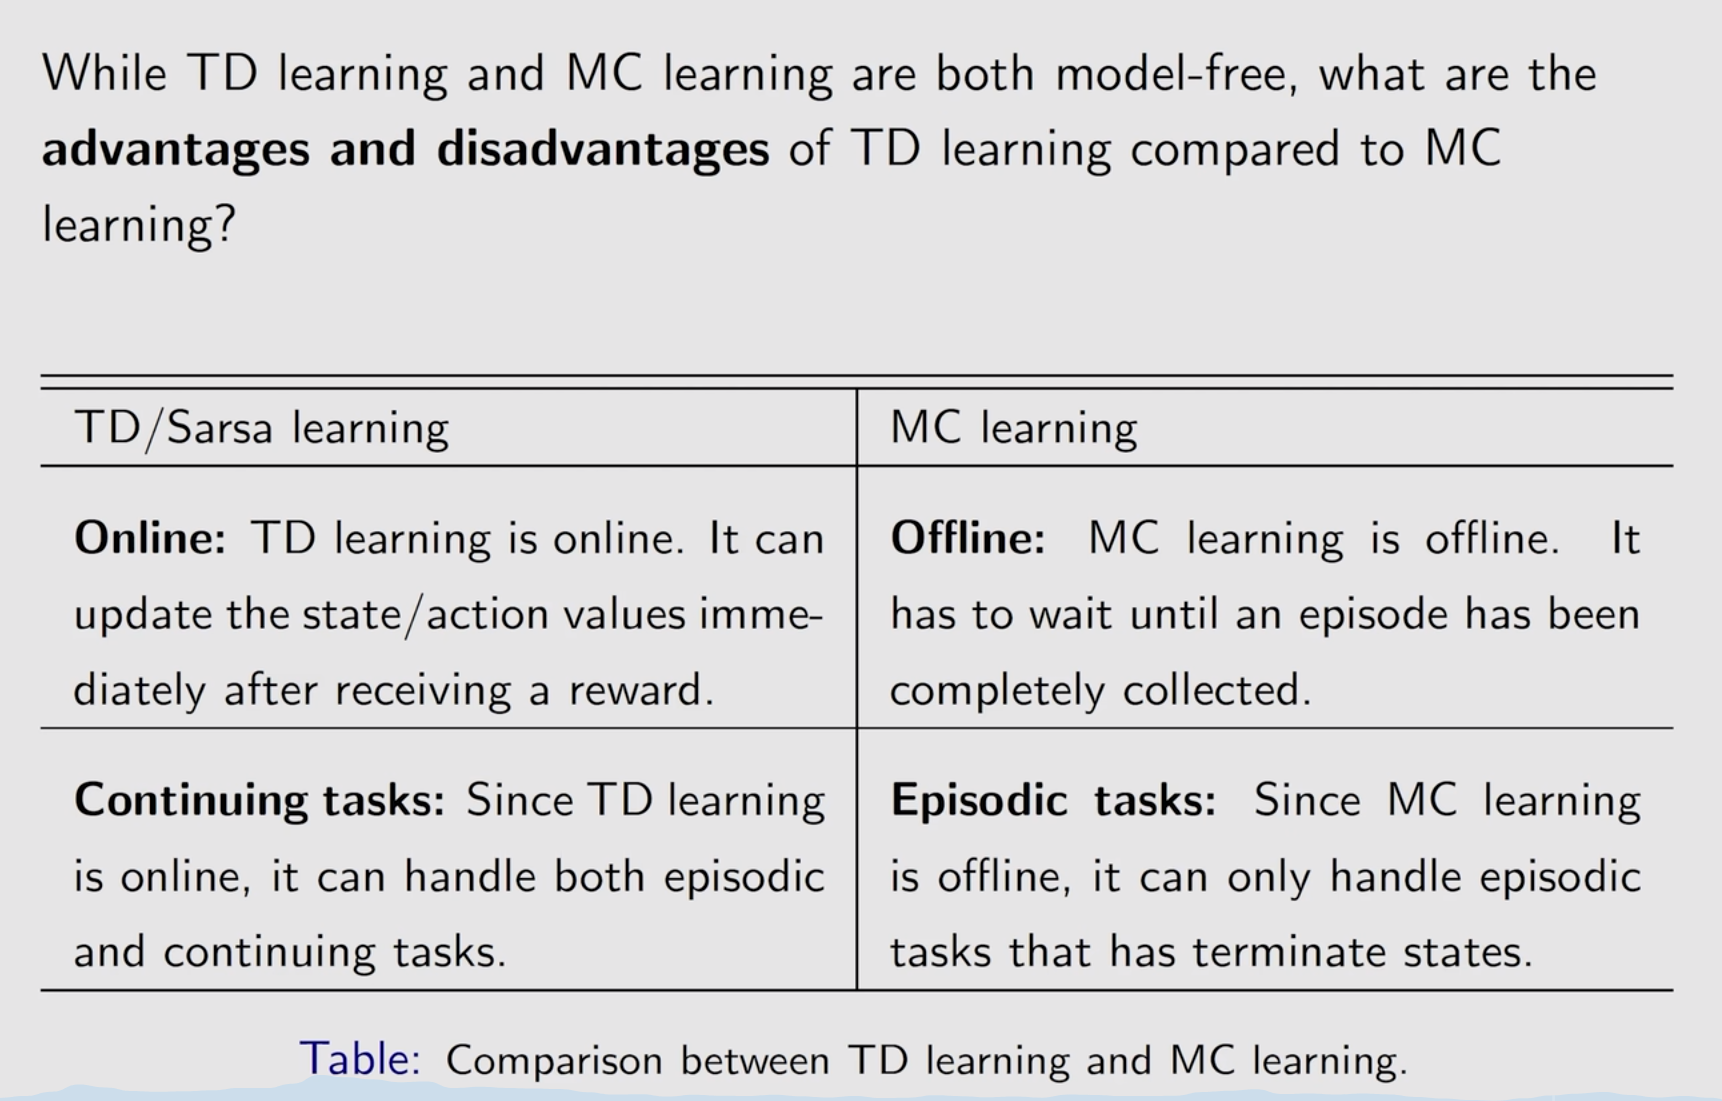 While TD learning and MC learning are both model-free, what are the
advantages and disadvantages of TD learning compared to MC
learning?
TD/Sarsa learning
MC learning
Online: TD learning is online. It can
update the state/action values imme-
diately after receiving a reward.
Offline: MC learning is offline. It
has to wait until an episode has been
completely collected.
Continuing tasks: Since TD learning
is online, it can handle both episodic
and continuing tasks.
Episodic tasks: Since MC learning
is offline, it can only handle episodic
tasks that has terminate states.
Table: Comparison between TD learning and MC learning.